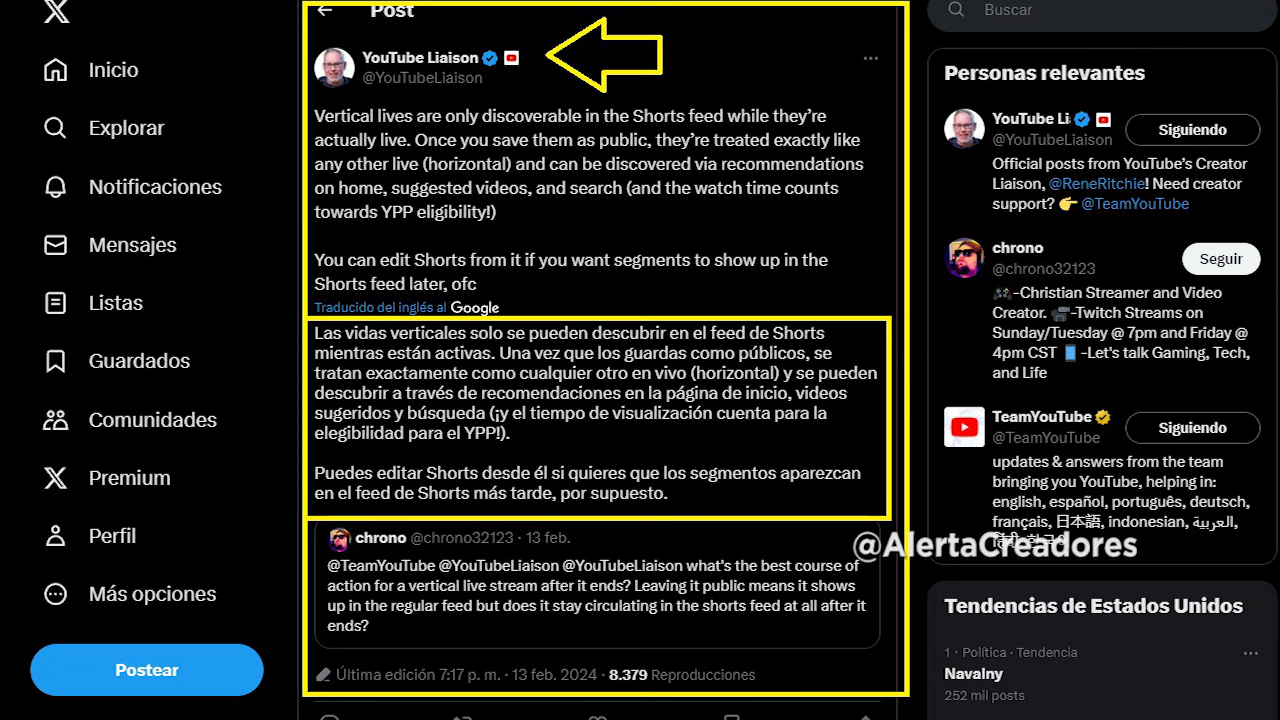 Inicio
Explorar
Notificaciones
Mensajes
Listas
Guardados
Comunidades
Premium
Perfil
Más opciones
Postear
Post
YouTube Liaison
@YouTubeLiaison
Vertical lives are only discoverable in the Shorts feed while they're
actually live. Once you save them as public, they're treated exactly like
any other live (horizontal) and can be discovered via recommendations
on home, suggested videos, and search (and the watch time counts
towards YPP eligibility!)
You can edit Shorts from it if you want segments to show up in the
Shorts feed later, ofc
Traducido del inglés al Google
Las vidas verticales solo se pueden descubrir en el feed de Shorts
mientras están activas. Una vez que los guardas como públicos, se
tratan exactamente como cualquier otro en vivo (horizontal) y se pueden
descubrir a través de recomendaciones en la página de inicio, videos
sugeridos y búsqueda (¡y el tiempo de visualización cuenta para la
elegibilidad para el YPP!).
Puedes editar Shorts desde él si quieres que los segmentos aparezcan
en el feed de Shorts más tarde, por supuesto.
chrono @chrono32123 · 13 feb.
@TeamYouTube @YouTubeLiaison @YouTubeLiaison what's the best course of
action for a vertical live stream after it ends? Leaving it public means it shows
up in the regular feed but does it stay circulating in the shorts feed at all after it
ends?
Última edición 7:17 p. m. · 13 feb. 2024 · 8.379 Reproducciones
Buscar
Personas relevantes
YouTube Li
@YouTubeLiaison
Siguiendo
Official posts from YouTube's Creator
Liaison, @ReneRitchie! Need creator
support? 👉 @TeamYouTube
chrono
@chrono32123
Seguir
🎮-Christian Streamer and Video
Creator. 📹-Twitch Streams on
Sunday/Tuesday @ 7pm and Friday @
4pm CST 📘 -Let's talk Gaming, Tech,
and Life
TeamYouTube
@TeamYouTube
Siguiendo
updates & answers from the team
bringing you YouTube, helping in:
english, español, português, deutsch,
français, 日本語, indonesian, العربية,
@AlertaCreadores
Tendencias de Estados Unidos
1 · Política · Tendencia
Navalny
252 mil posts